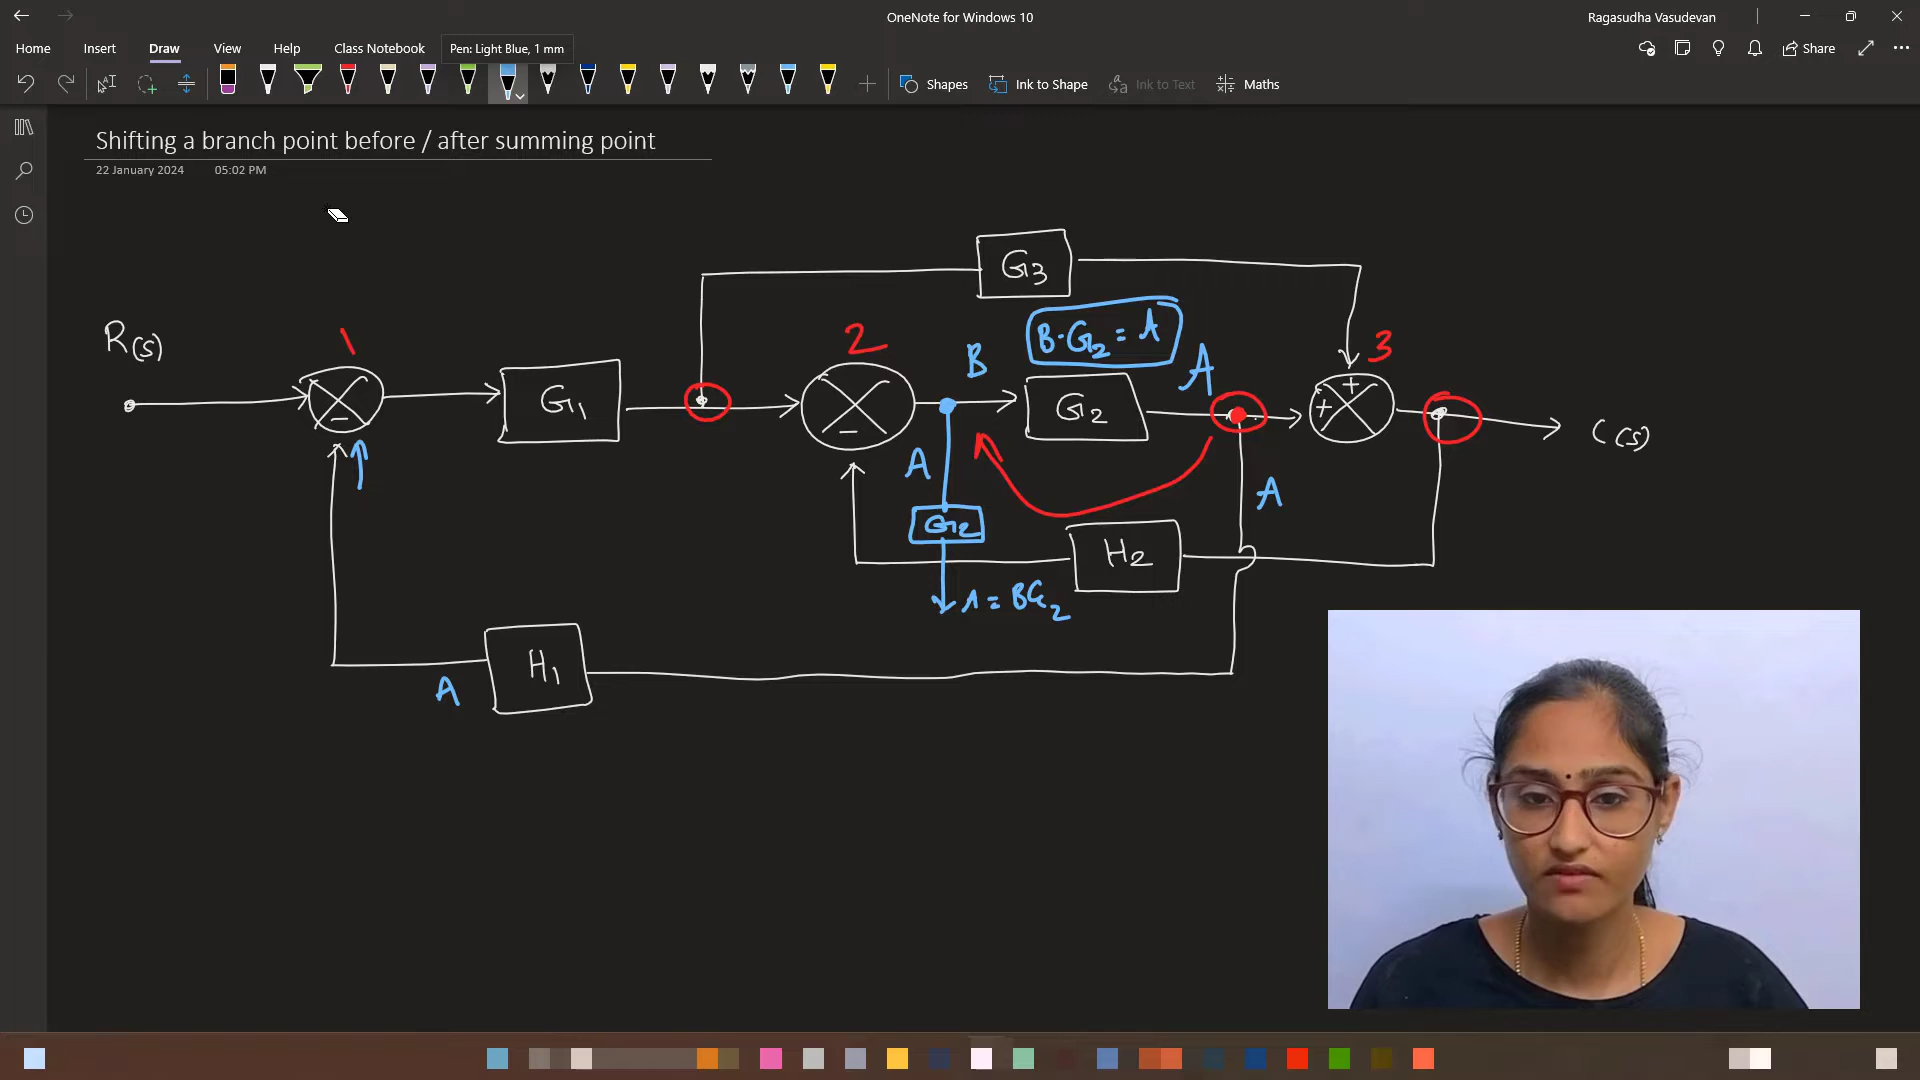 OneNote for Windows 10
Ragasudha Vasudevan
Home Insert Draw View Help Class Notebook
Pen: Light Blue, 1 mm
Share
Shapes Ink to Shape Ink to Text Maths
Shifting a branch point before / after summing point
22 January 2024 05:02 PM
G3
R(s)
1
2
B
B·G2 = A
A
3
+
+
G1
G2
C(s)
-
-
A
A
G2
H2
A = BG2
H1
A